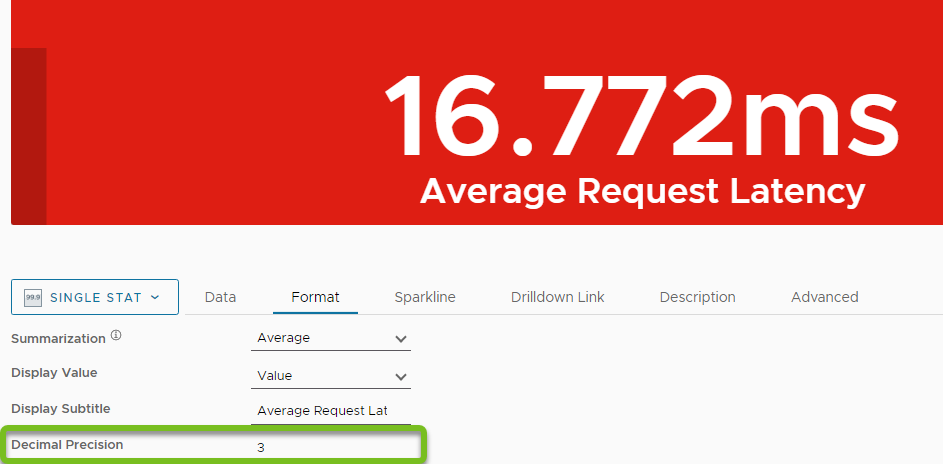 16.772ms
Average Request Latency
99.9 SINGLE STAT Data Format Sparkline Drilldown Link Description Advanced
Summarization Average
Display Value Value
Display Subtitle Average Request Lat
Decimal Precision 3